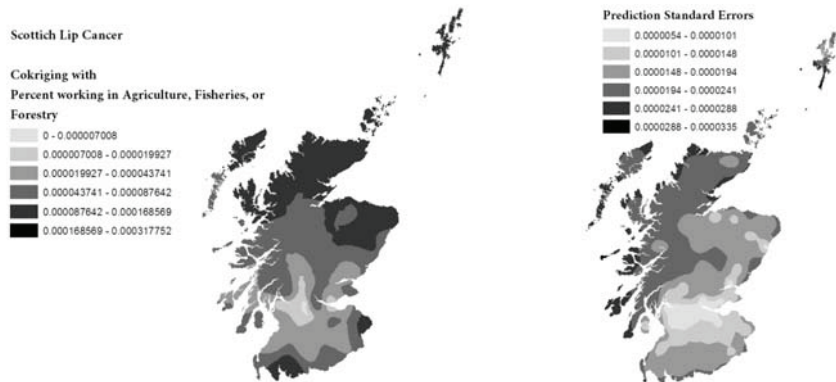 Scottich Lip Cancer
Cokriging with
Percent working in Agriculture, Fisheries, or
Forestry
0 - 0.000007008
0.000007008 - 0.000019927
0.000019927 - 0.000043741
0.000043741 - 0.000087642
0.000087642 - 0.000168569
0.000168569 - 0.000317752
Prediction Standard Errors
0.0000054 - 0.0000101
0.0000101 - 0.0000148
0.0000148 - 0.0000194
0.0000194 - 0.0000241
0.0000241 - 0.0000288
0.0000288 - 0.0000335